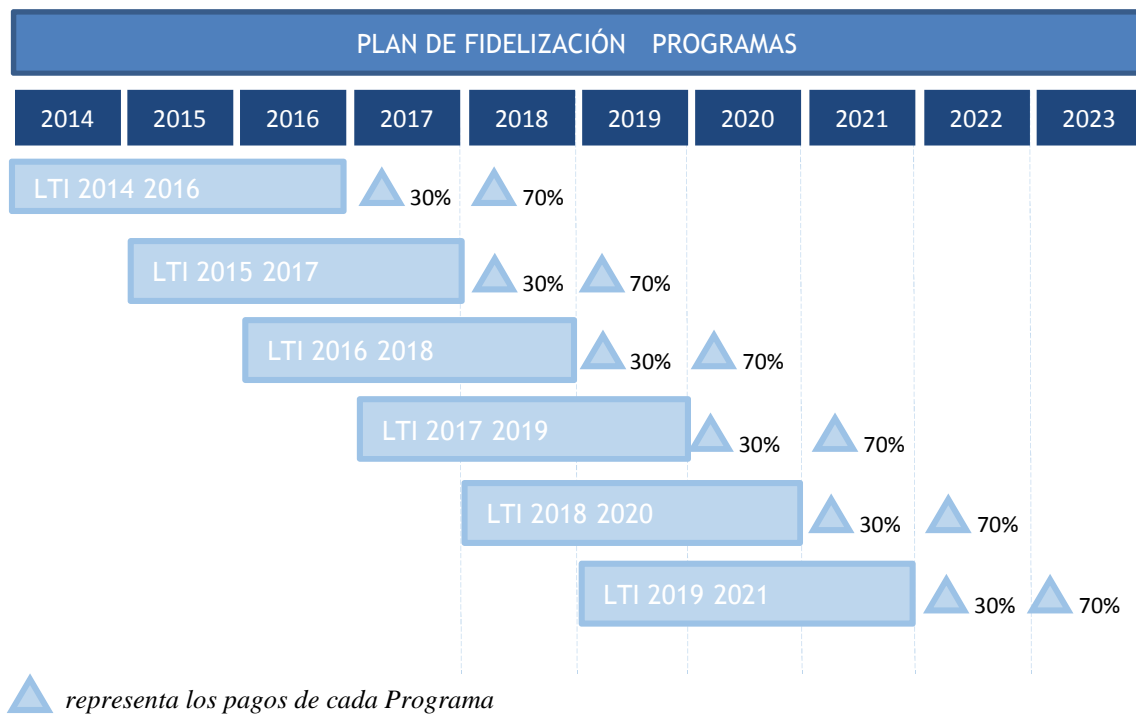 PLAN DE FIDELIZACIÓN PROGRAMAS
2014 2015 2016 2017 2018 2019 2020 2021 2022 2023
LTI 2014 2016 30% 70%
LTI 2015 2017 30% 70%
LTI 2016 2018 30% 70%
LTI 2017 2019 30% 70%
LTI 2018 2020 30% 70%
LTI 2019 2021 30% 70%
representa los pagos de cada Programa